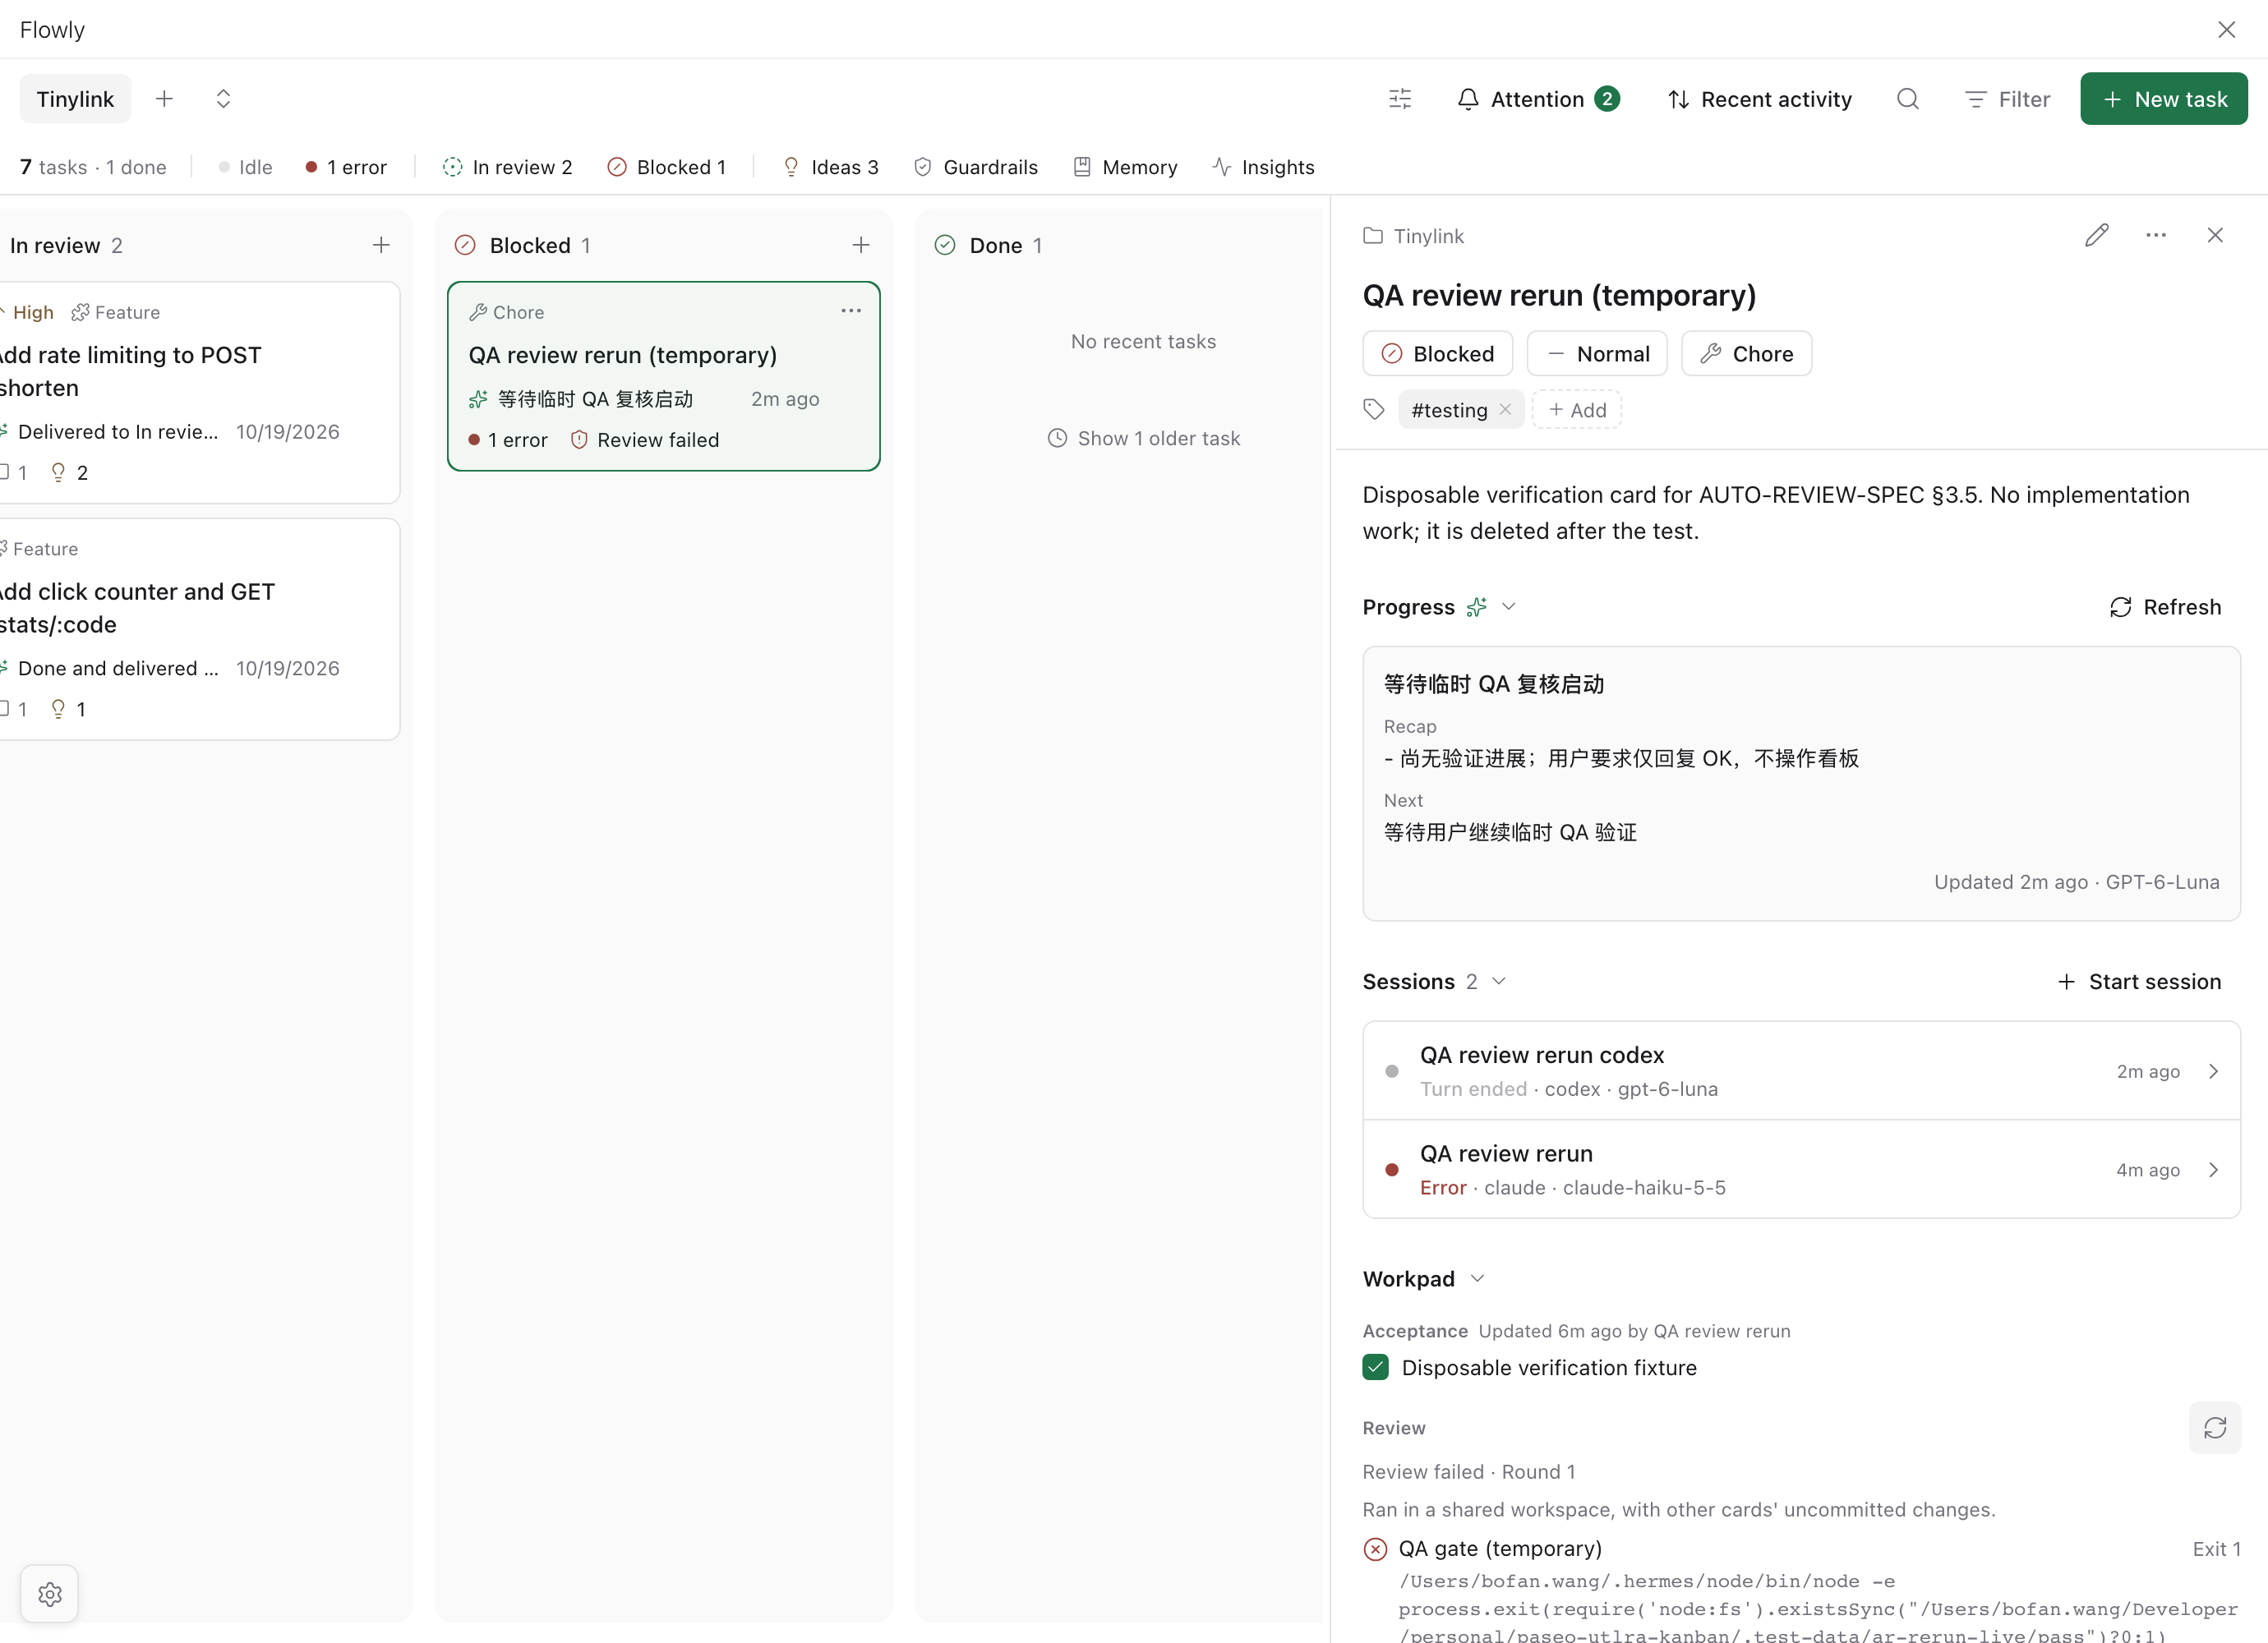 Flowly
Tinylink
Attention 2
Recent activity
Filter
New task
7 tasks · 1 done
Idle
1 error
In review 2
Blocked 1
Ideas 3
Guardrails
Memory
Insights
In review 2
High
Feature
rate limiting to POST
shorten
Delivered to In revie...
10/19/2026
1
2
Feature
click counter and GET
stats/:code
Done and delivered ...
10/19/2026
1
1
Blocked 1
Chore
QA review rerun (temporary)
等待临时 QA 复核启动
2m ago
1 error
Review failed
Done 1
No recent tasks
Show 1 older task
Tinylink
QA review rerun (temporary)
Blocked
Normal
Chore
#testing
Add
Disposable verification card for AUTO-REVIEW-SPEC §3.5. No implementation
work; it is deleted after the test.
Progress
Refresh
等待临时 QA 复核启动
Recap
- 尚无验证进展；用户要求仅回复 OK，不操作看板
Next
等待用户继续临时 QA 验证
Updated 2m ago · GPT-6-Luna
Sessions 2
Start session
QA review rerun codex
Turn ended · codex · gpt-6-luna
2m ago
QA review rerun
Error · claude · claude-haiku-5-5
4m ago
Workpad
Acceptance Updated 6m ago by QA review rerun
Disposable verification fixture
Review
Review failed · Round 1
Ran in a shared workspace, with other cards' uncommitted changes.
QA gate (temporary)
Exit 1
/Users/bofan.wang/.hermes/node/bin/node -e
process.exit(require('node:fs').existsSync("/Users/bofan.wang/Developer
/personal/paseo-utlra-kanban/.test-data/ar-rerun-live/pass")?0:1)